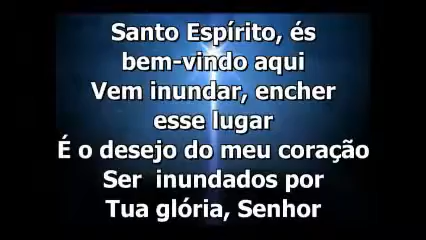 Santo Espírito, és
bem-vindo aqui
Vem inundar, encher
esse lugar
É o desejo do meu coração
Ser inundados por
Tua glória, Senhor